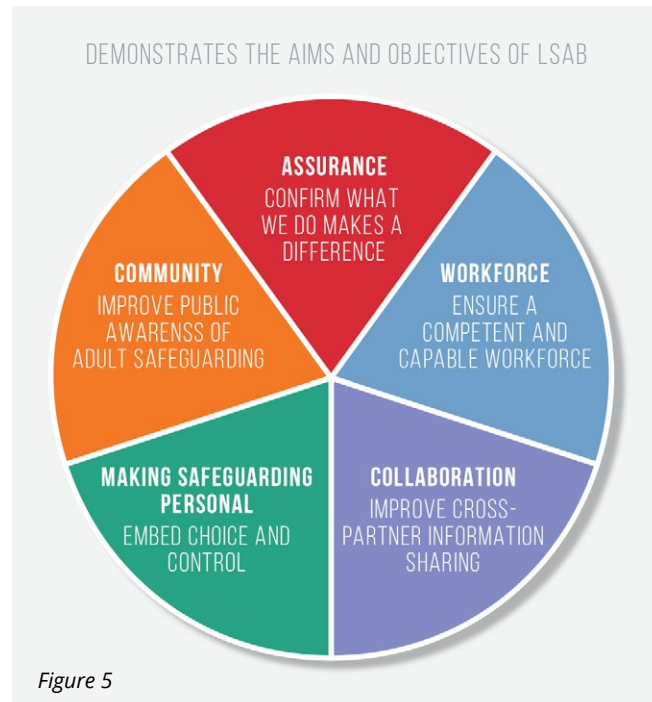 DEMONSTRATES THE AIMS AND OBJECTIVES OF LSAB
ASSURANCE
CONFIRM WHAT
WE DO MAKES A
DIFFERENCE
WORKFORCE
ENSURE A
COMPETENT AND
CAPABLE WORKFORCE
COLLABORATION
IMPROVE CROSS-
PARTNER INFORMATION
SHARING
MAKING SAFEGUARDING
PERSONAL
EMBED CHOICE AND
CONTROL
COMMUNITY
IMPROVE PUBLIC
AWARENSS OF
ADULT SAFEGUARDING
Figure 5